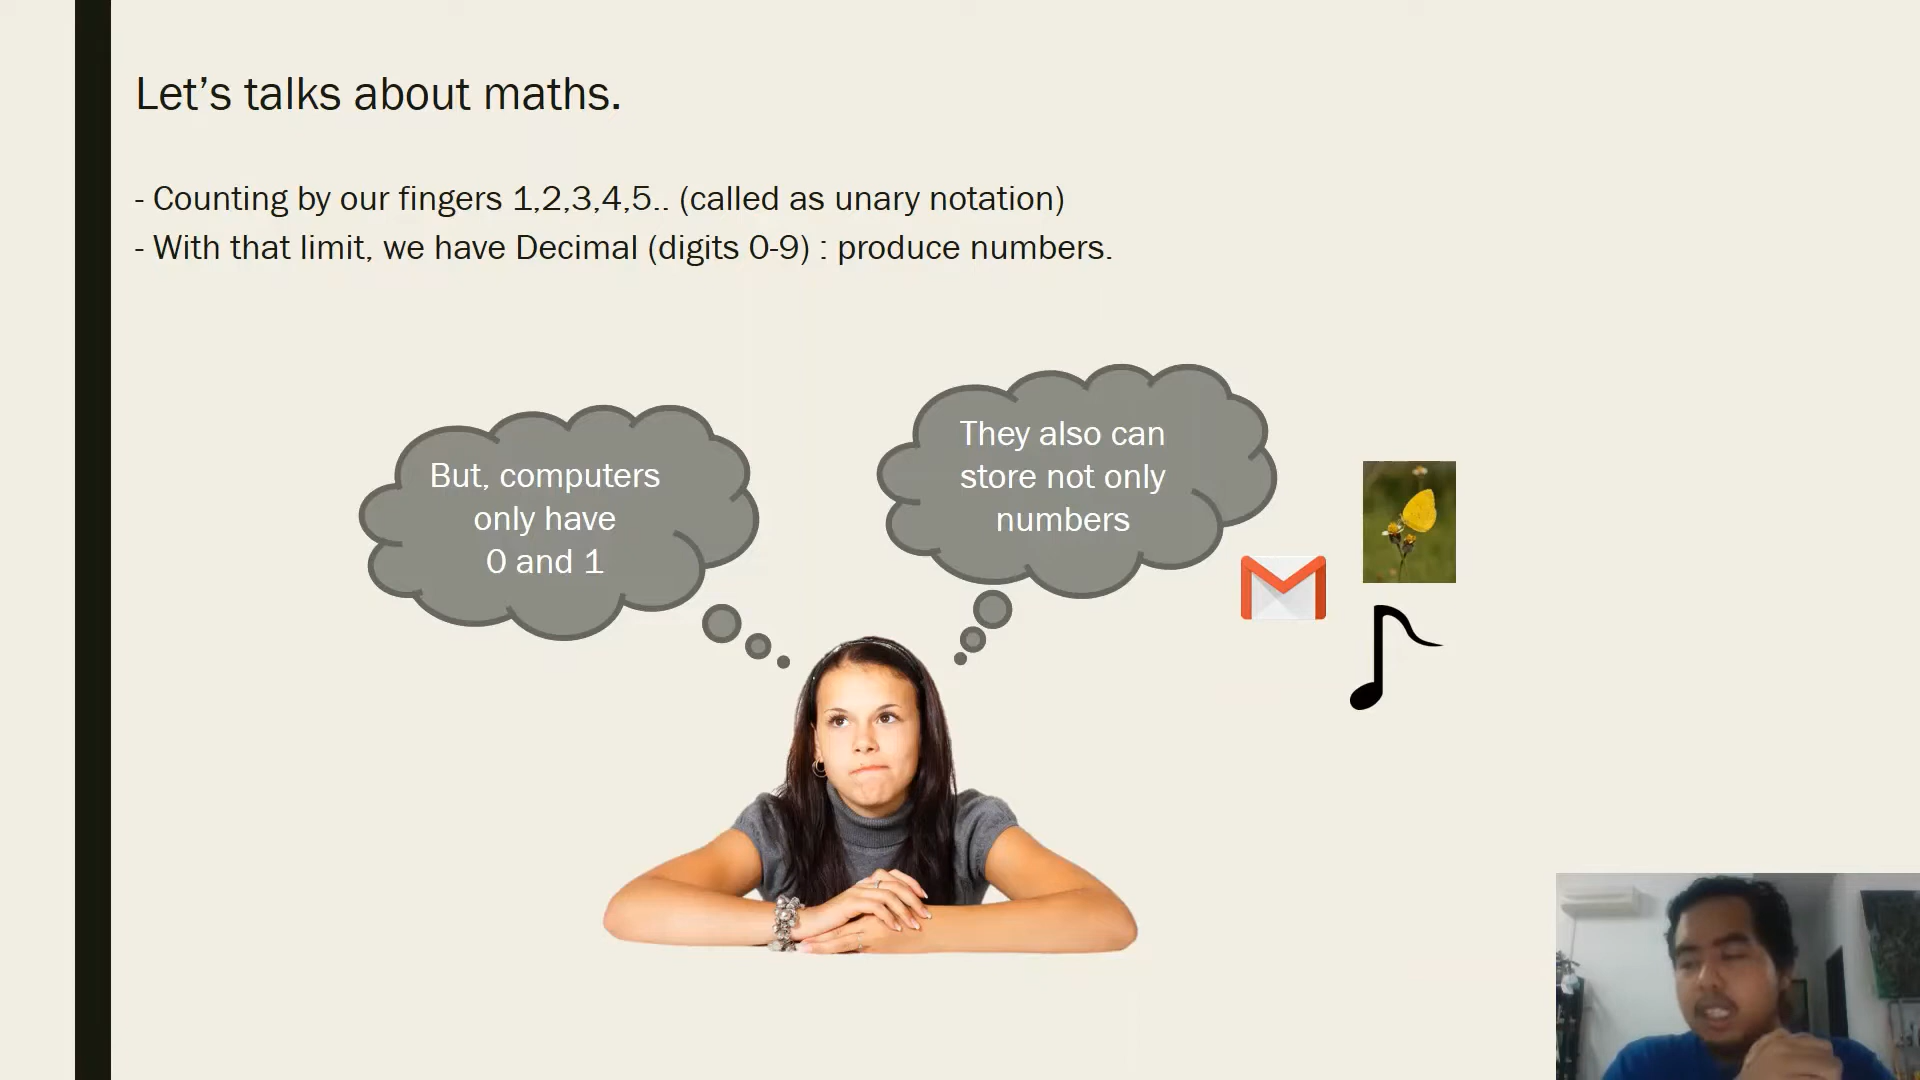 Let’s talks about maths.
- Counting by our fingers 1,2,3,4,5.. (called as unary notation)
- With that limit, we have Decimal (digits 0-9) : produce numbers.
But, computers
only have
0 and 1
They also can
store not only
numbers